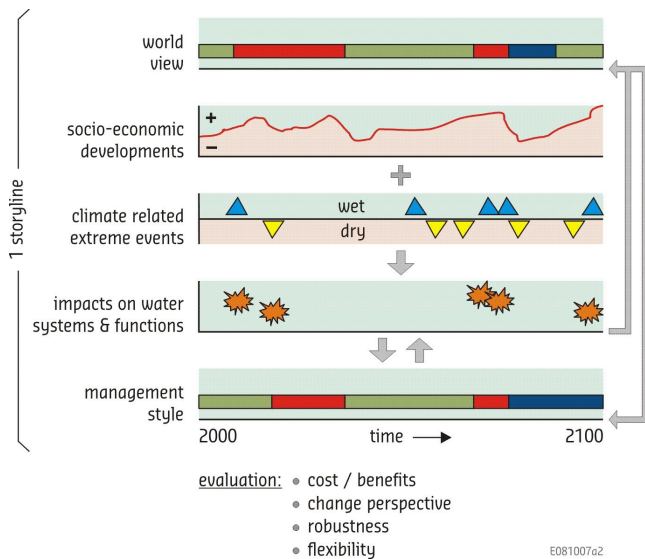 world
view
+
−
socio-economic
developments
+
wet
dry
climate related
extreme events
impacts on water
systems & functions
1 storyline
management
style
2000 time 2100
evaluation: • cost / benefits
• change perspective
• robustness
• flexibility
E081007a2